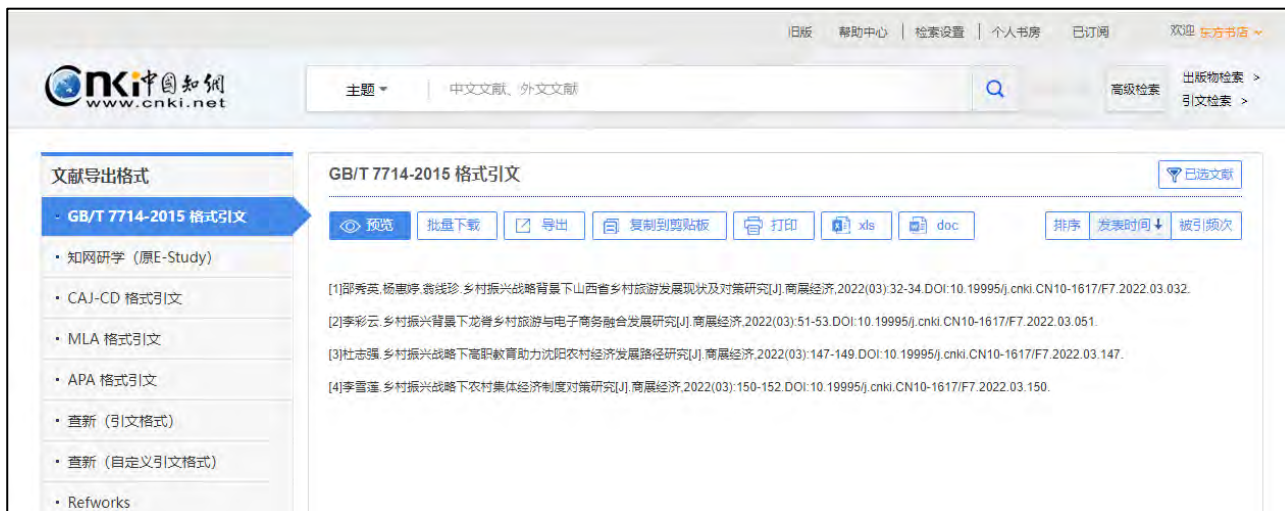 旧版 帮助中心 | 检索设置 | 个人书房 已订阅 欢迎 东方书店
cnki中国知网
www.cnki.net
主题 中文文献、外文文献
高级检索
出版物检索 >
引文检索 >
文献导出格式
· GB/T 7714-2015 格式引文
· 知网研学（原E-Study）
· CAJ-CD 格式引文
· MLA 格式引文
· APA 格式引文
· 查新（引文格式）
· 查新（自定义引文格式）
· Refworks
GB/T 7714-2015 格式引文 已选文献
预览 批量下载 导出 复制到剪贴板 打印 xls doc 排序 发表时间↓ 被引频次
[1]邵秀英,杨惠婷,翁线珍.乡村振兴战略背景下山西省乡村旅游发展现状及对策研究[J].商展经济,2022(03):32-34.DOI:10.19995/j.cnki.CN10-1617/F7.2022.03.032.
[2]李彩云.乡村振兴背景下龙脊乡村旅游与电子商务融合发展研究[J].商展经济,2022(03):51-53.DOI:10.19995/j.cnki.CN10-1617/F7.2022.03.051.
[3]杜志强.乡村振兴战略下高职教育助力沈阳农村经济发展路径研究[J].商展经济,2022(03):147-149.DOI:10.19995/j.cnki.CN10-1617/F7.2022.03.147.
[4]李雪莲.乡村振兴战略下农村集体经济制度对策研究[J].商展经济,2022(03):150-152.DOI:10.19995/j.cnki.CN10-1617/F7.2022.03.150.